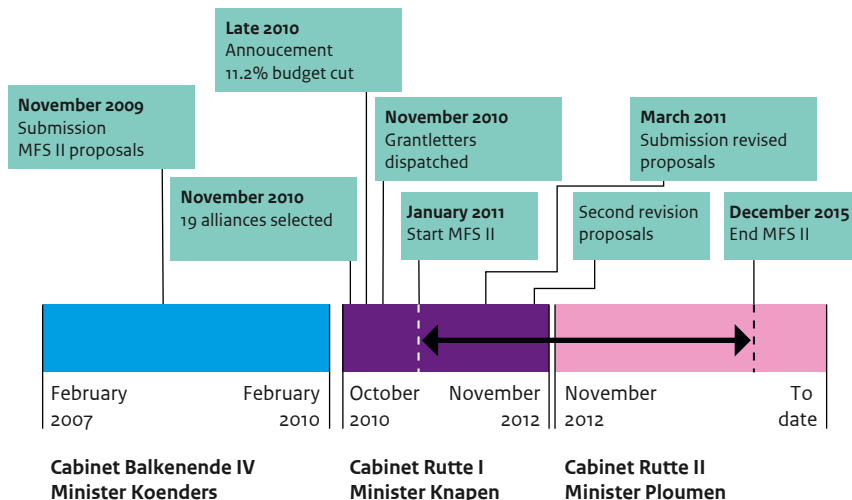 Late 2010
Annoucement
11.2% budget cut
November 2009
Submission
MFS II proposals
November 2010
Grantletters
dispatched
March 2011
Submission revised
proposals
November 2010
19 alliances selected
January 2011
Start MFS II
Second revision
proposals
December 2015
End MFS II
February
2007
February
2010
October
2010
November
2012
November
2012
To
date
Cabinet Balkenende IV
Minister Koenders
Cabinet Rutte I
Minister Knapen
Cabinet Rutte II
Minister Ploumen